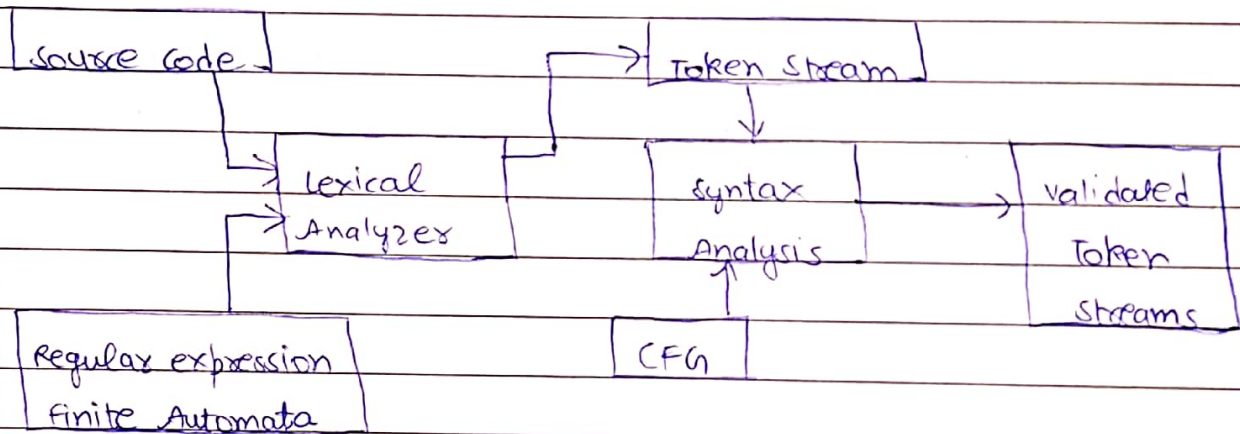 Source Code
Token Stream
Lexical
Analyzer
Syntax
Analysis
Validated
Token
Streams
Regular expression
Finite Automata
CFG